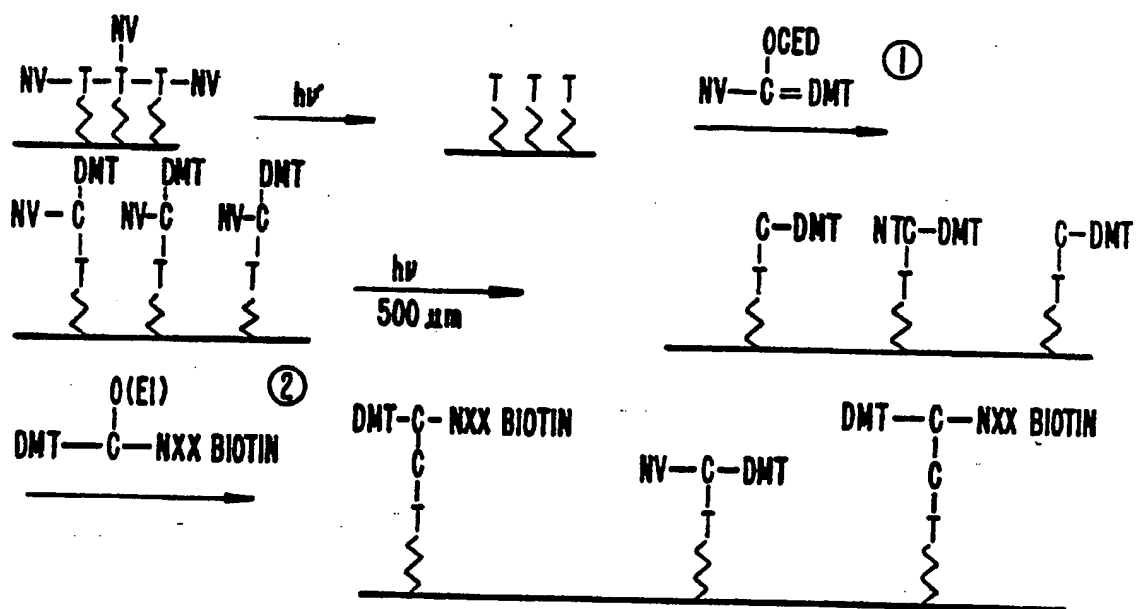 NV
NV-T-T-T-NV
hν
T T T
OCED
NV-C=DMT
①
DMT DMT DMT
NV-C NV-C NV-C
T T T
hν
500 µm
C-DMT NTC-DMT C-DMT
T T T
O(EI)
②
DMT-C-NXX BIOTIN
DMT-C-NXX BIOTIN
C
T
NV-C-DMT
T
DMT-C-NXX BIOTIN
C
T